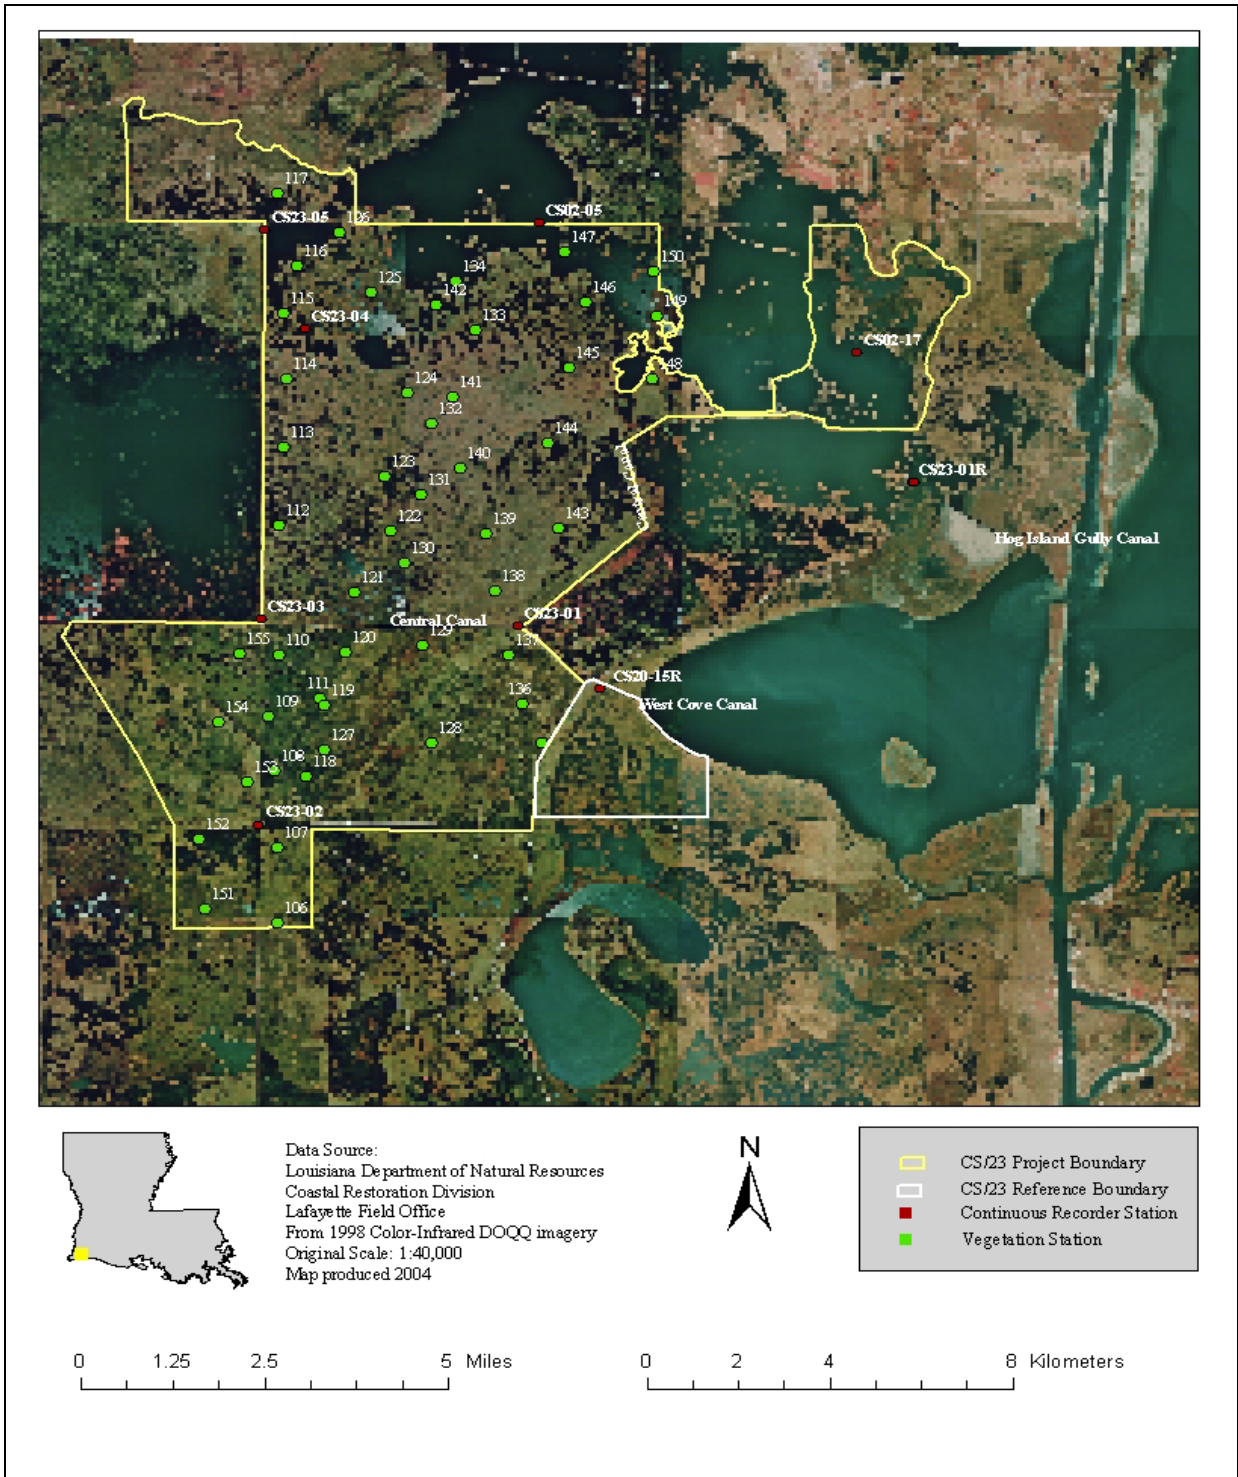 117
CS23-05
126
CS02-05
147
116
150
134
125
142
146
115
CS23-04
133
149
CS02-17
145
114
148
124
141
132
144
113
140
123
131
CS23-01R
112
122
139
143
Hog Island Gully Canal
130
121
138
CS23-03
Central Canal
CS23-01
129
155
110
120
137
CS20-15R
111
119
136
West Cove Canal
154
109
128
127
108
153
118
CS23-02
152
107
151
106
Data Source:
Louisiana Department of Natural Resources
Coastal Restoration Division
Lafayette Field Office
From 1998 Color-Infrared DOQQ imagery
Original Scale: 1:40,000
Map produced 2004
N
CS/23 Project Boundary
CS/23 Reference Boundary
Continuous Recorder Station
Vegetation Station
0 1.25 2.5 5 Miles
0 2 4 8 Kilometers